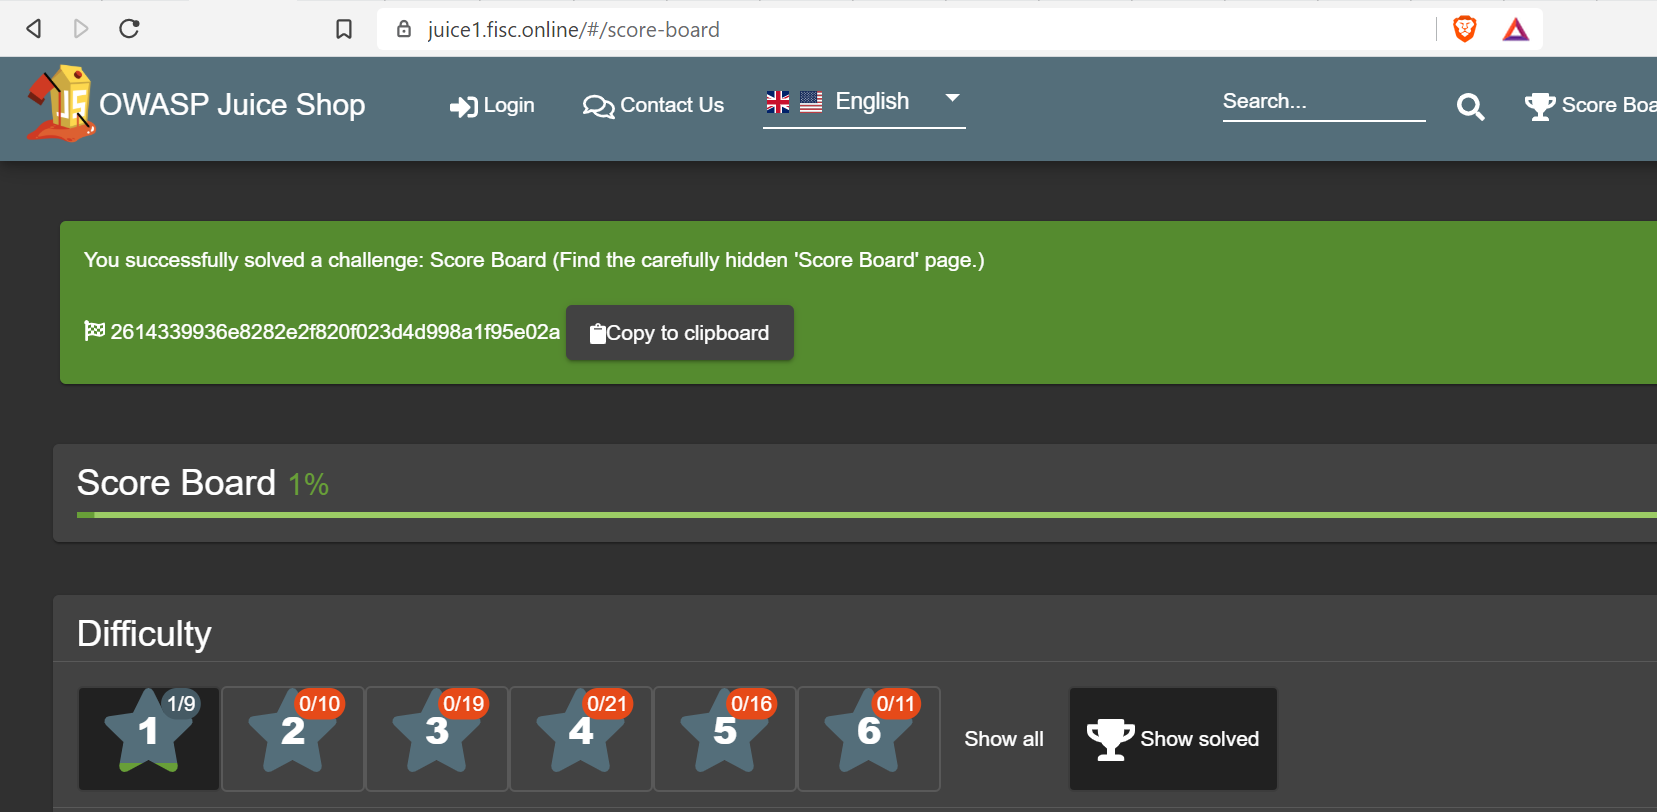 juice1.fisc.online/#/score-board
JS OWASP Juice Shop Login Contact Us English Search... Score Boa
You successfully solved a challenge: Score Board (Find the carefully hidden 'Score Board' page.)
2614339936e8282e2f820f023d4d998a1f95e02a Copy to clipboard
Score Board 1%
Difficulty
1/9 0/10 0/19 0/21 0/16 0/11
1 2 3 4 5 6 Show all Show solved